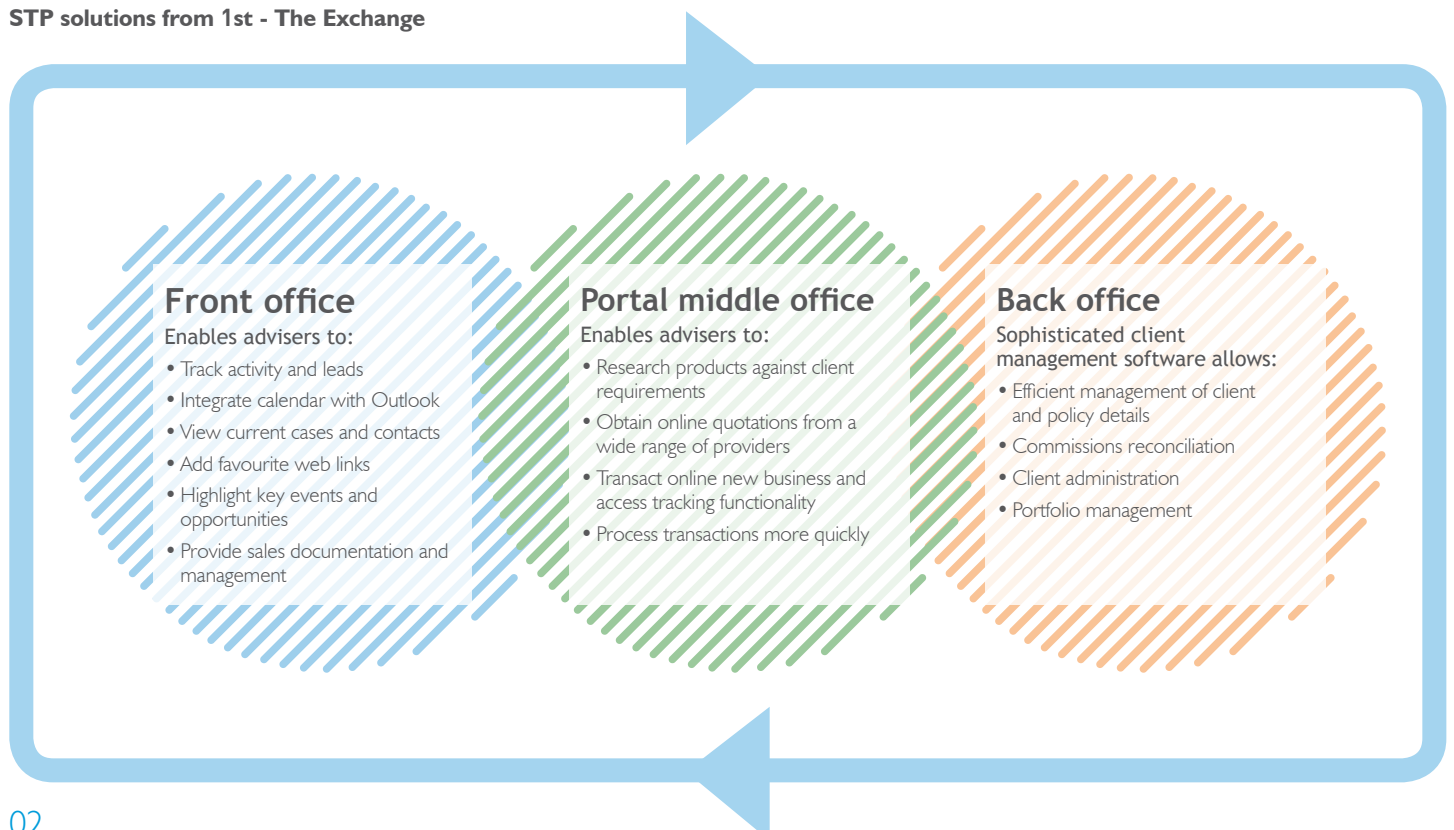 STP solutions from 1st - The Exchange
Front office
Enables advisers to:
• Track activity and leads
• Integrate calendar with Outlook
• View current cases and contacts
• Add favourite web links
• Highlight key events and
opportunities
• Provide sales documentation and
management
Portal middle office
Enables advisers to:
• Research products against client
requirements
• Obtain online quotations from a
wide range of providers
• Transact online new business and
access tracking functionality
• Process transactions more quickly
Back office
Sophisticated client
management software allows:
• Efficient management of client
and policy details
• Commissions reconciliation
• Client administration
• Portfolio management
02